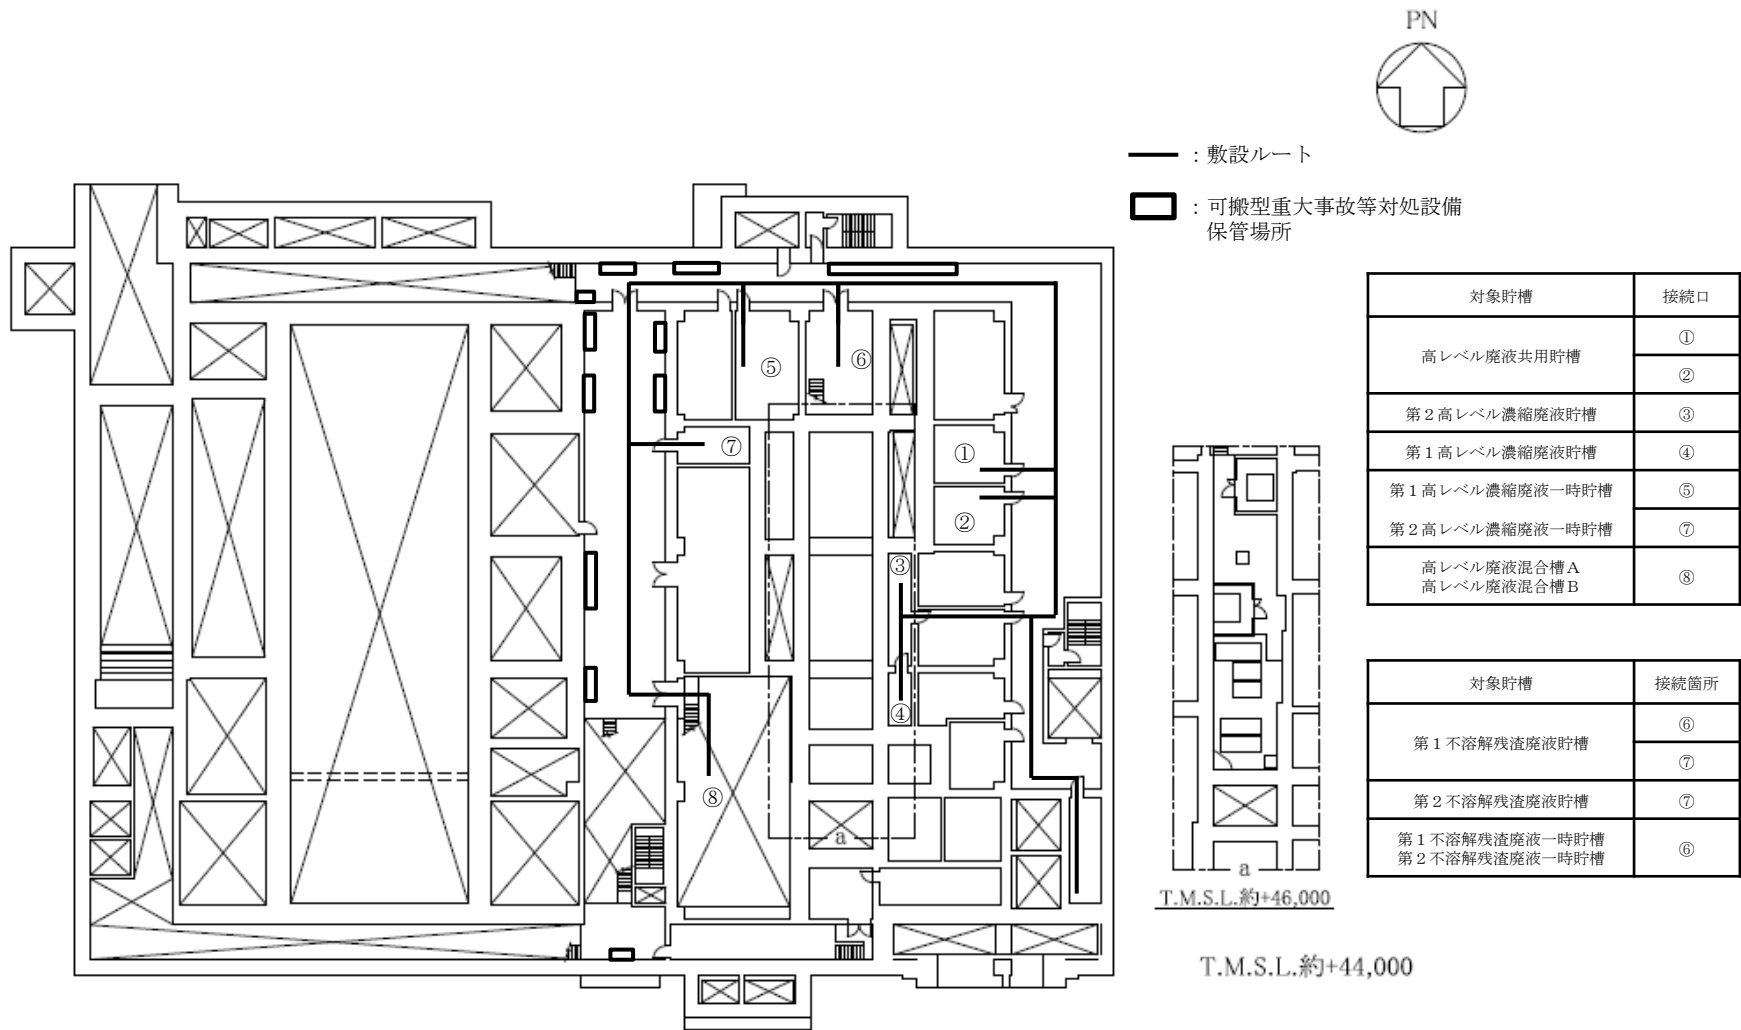 PN
：敷設ルート
：可搬型重大事故等対処設備
保管場所
対象貯槽 接続口
高レベル廃液共用貯槽 ①
②
第２高レベル濃縮廃液貯槽 ③
第１高レベル濃縮廃液貯槽 ④
第１高レベル濃縮廃液一時貯槽 ⑤
第２高レベル濃縮廃液一時貯槽 ⑦
高レベル廃液混合槽Ａ
高レベル廃液混合槽Ｂ
⑧
対象貯槽 接続箇所
第１不溶解残渣廃液貯槽 ⑥
⑦
第２不溶解残渣廃液貯槽 ⑦
第１不溶解残渣廃液一時貯槽
第２不溶解残渣廃液一時貯槽
⑥
⑤
⑥
⑦
①
②
③
④
⑧
a
a
T.M.S.L.約+46,000
T.M.S.L.約+44,000